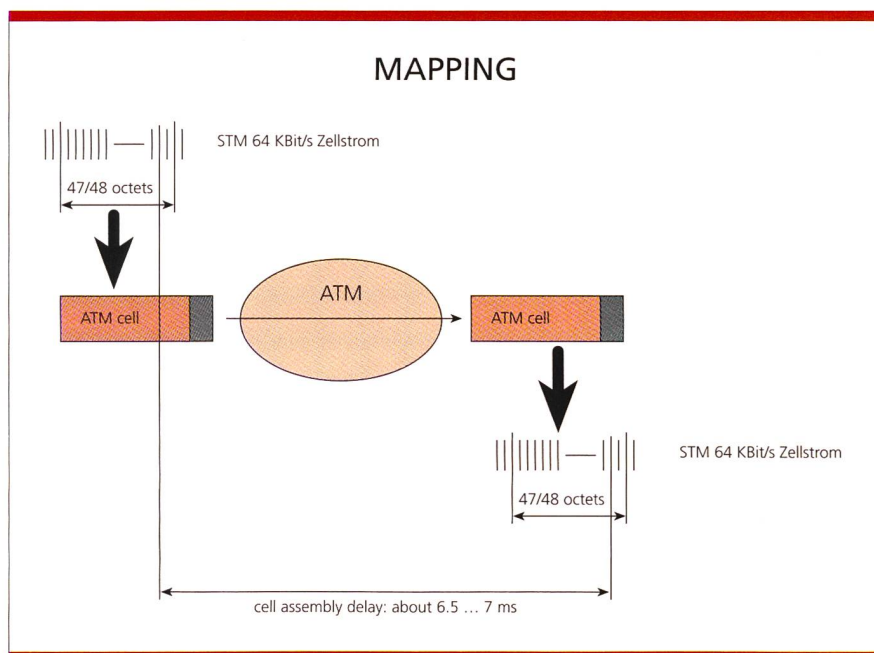 MAPPING
STM 64 KBit/s Zellstrom
47/48 octets
ATM cell
ATM
ATM cell
STM 64 KBit/s Zellstrom
47/48 octets
cell assembly delay: about 6.5 … 7 ms